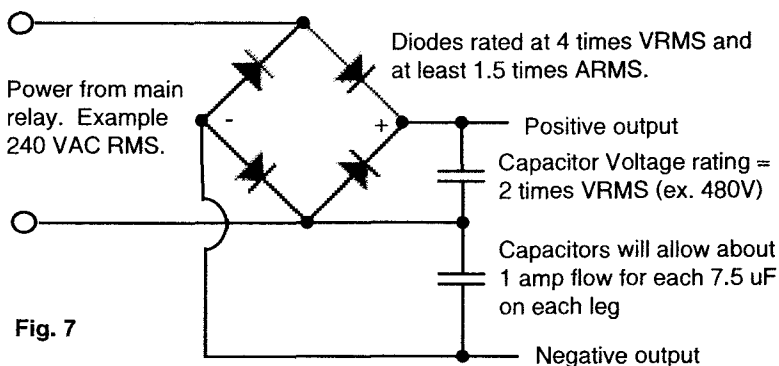 Diodes rated at 4 times VRMS and
at least 1.5 times ARMS.
Power from main
relay. Example
240 VAC RMS.
-
+
Positive output
Capacitor Voltage rating =
2 times VRMS (ex. 480V)
Capacitors will allow about
1 amp flow for each 7.5 uF
on each leg
Fig. 7
Negative output